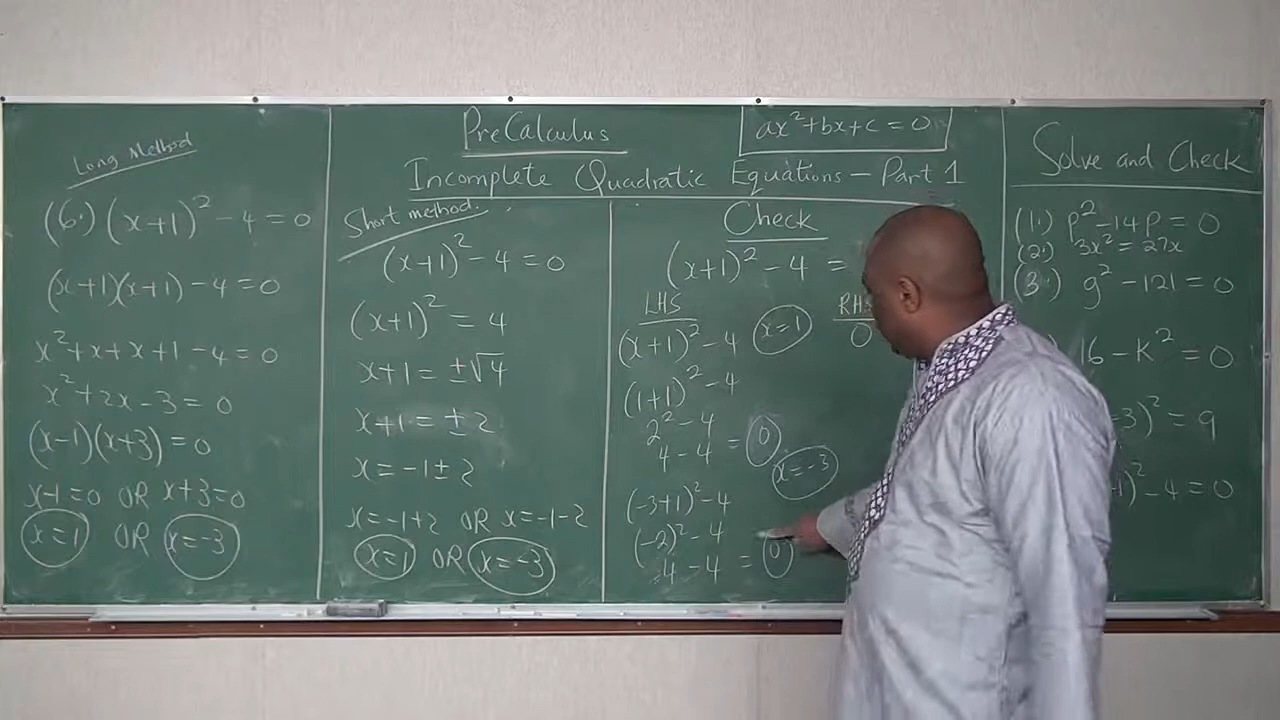 PreCalculus
ax²+bx+c=0
Incomplete Quadratic Equations – Part 1
Long Method
(6.) (x+1)² - 4 = 0
(x+1)(x+1) - 4 = 0
x²+x+x+1-4=0
x²+2x-3=0
(x-1)(x+3)=0
x-1=0 OR x+3=0
x=1 OR x=-3
Short method.
(x+1)² - 4 = 0
(x+1)² = 4
x+1 = ±√4
x+1 = ±2
x = -1±2
x=-1+2 OR x=-1-2
x=1 OR x=-3
Check
(x+1)² - 4 =
LHS RHS
(x+1)² - 4 x=1 0
(1+1)² - 4
2² - 4
4 - 4 = 0
x=-3
(-3+1)² - 4
(-2)² - 4
4 - 4 = 0
Solve and Check
(1.) p² - 14p = 0
(2.) 3x² = 27x
(3.) g² - 121 = 0
16 - K² = 0
-3)² = 9
1)² - 4 = 0